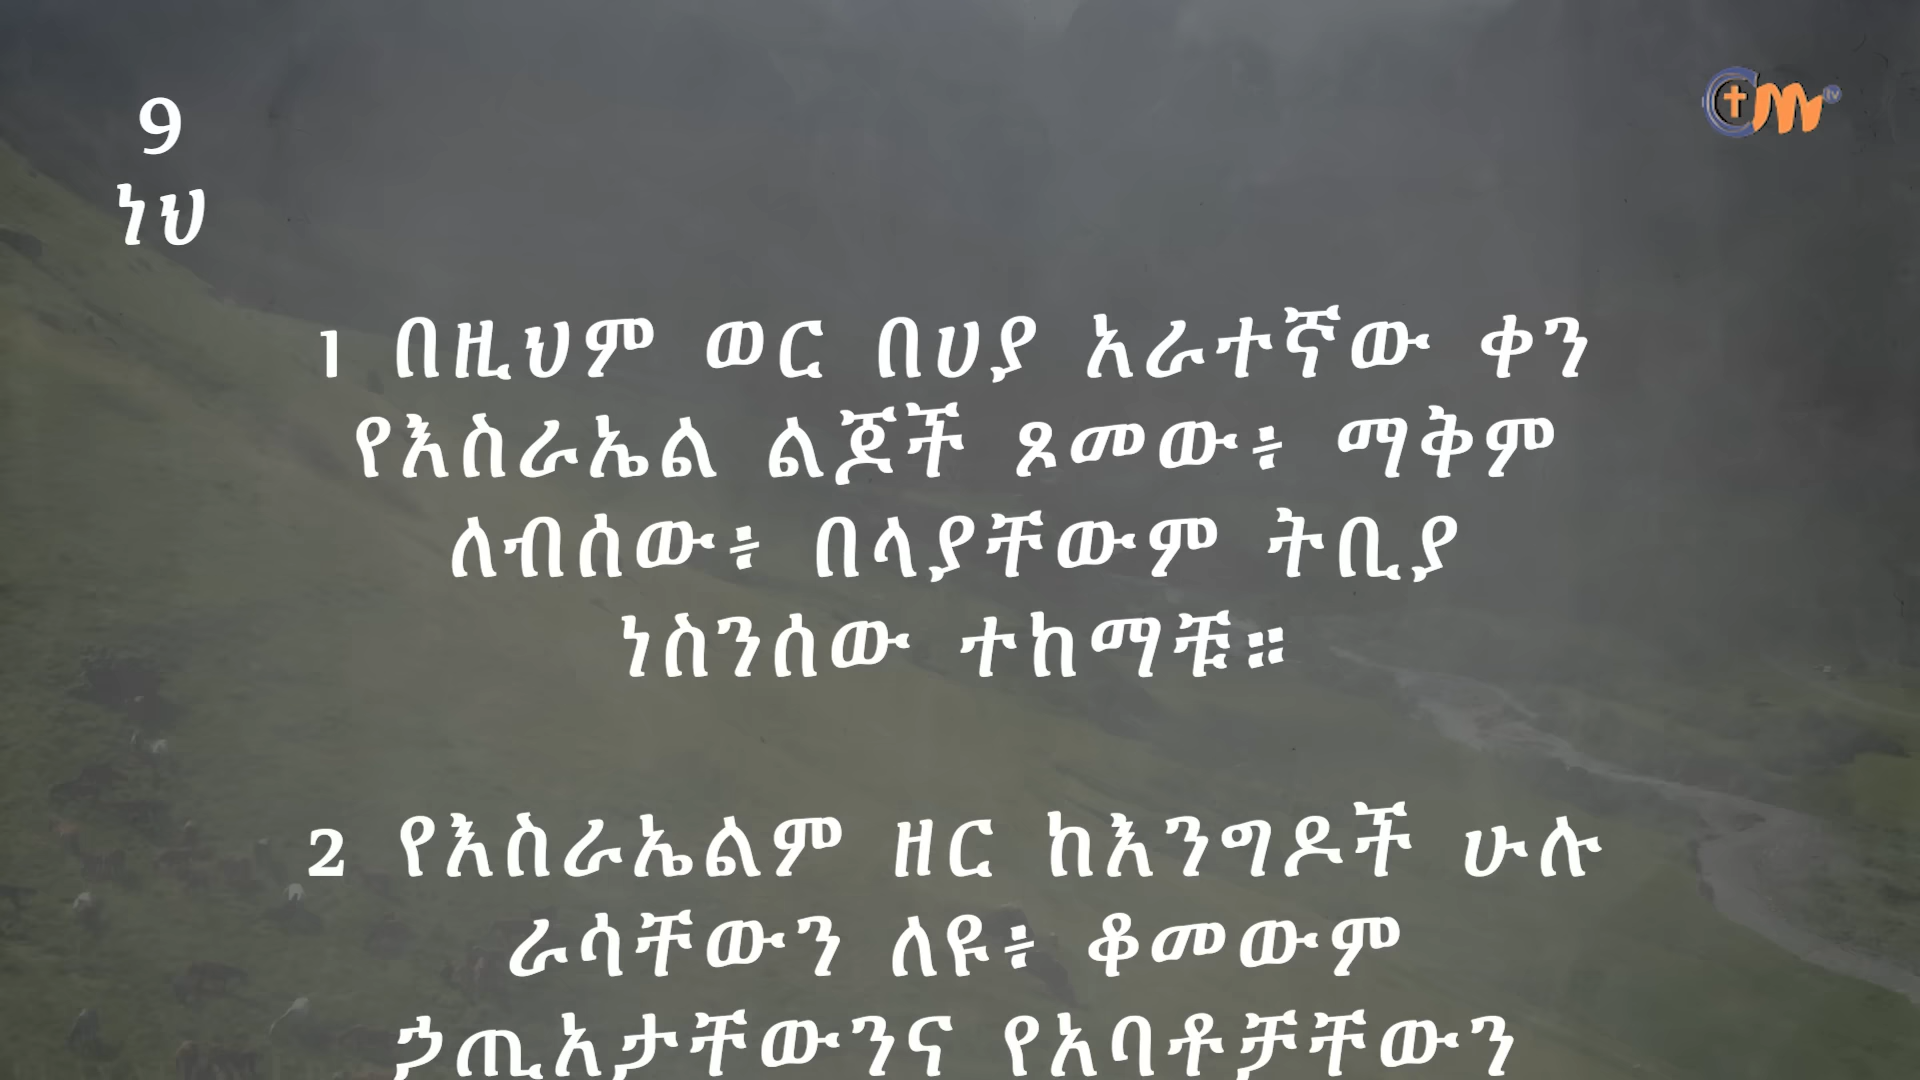 9
ነህ
1 በዚህም ወር በሀያ አራተኛው ቀን
የእስራኤል ልጆች ጾመው፥ ማቅም
ለብሰው፥ በላያቸውም ትቢያ
ነስንሰው ተከማቹ።
2 የእስራኤልም ዘር ከእንግዶች ሁሉ
ራሳቸውን ለዩ፥ ቆመውም
ኃጢአታቸውንና የአባቶቻቸውን